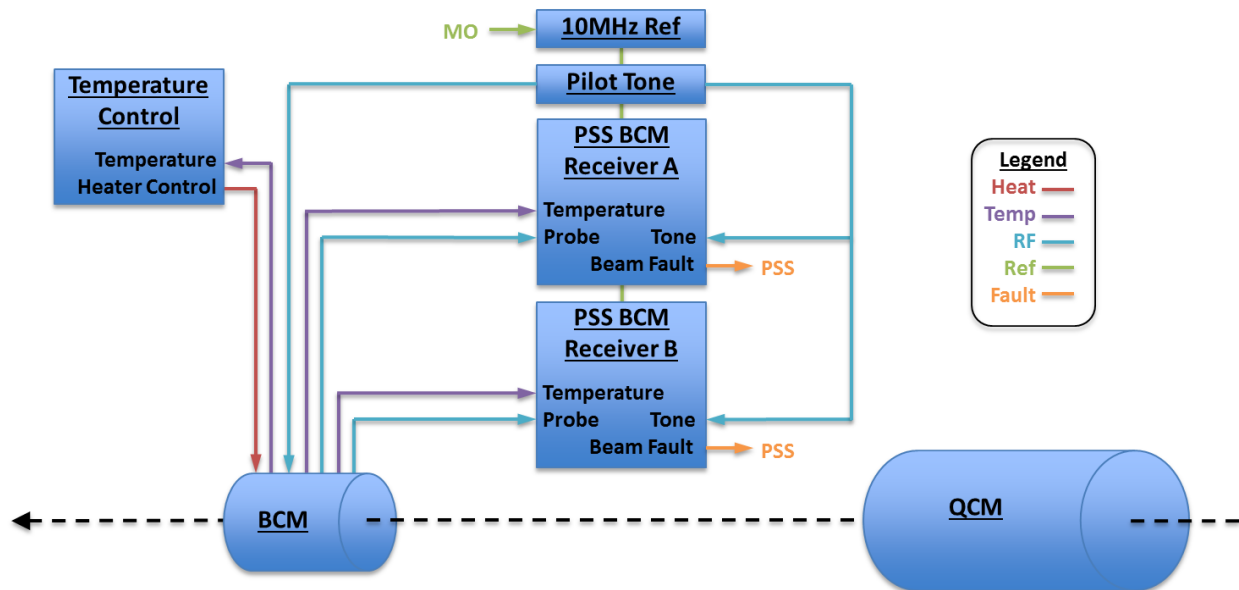 MO
10MHz Ref
Pilot Tone
Temperature
Control
Temperature
Heater Control
PSS BCM
Receiver A
Temperature
Probe Tone
Beam Fault
PSS
PSS BCM
Receiver B
Temperature
Probe Tone
Beam Fault
PSS
Legend
Heat
Temp
RF
Ref
Fault
BCM
QCM